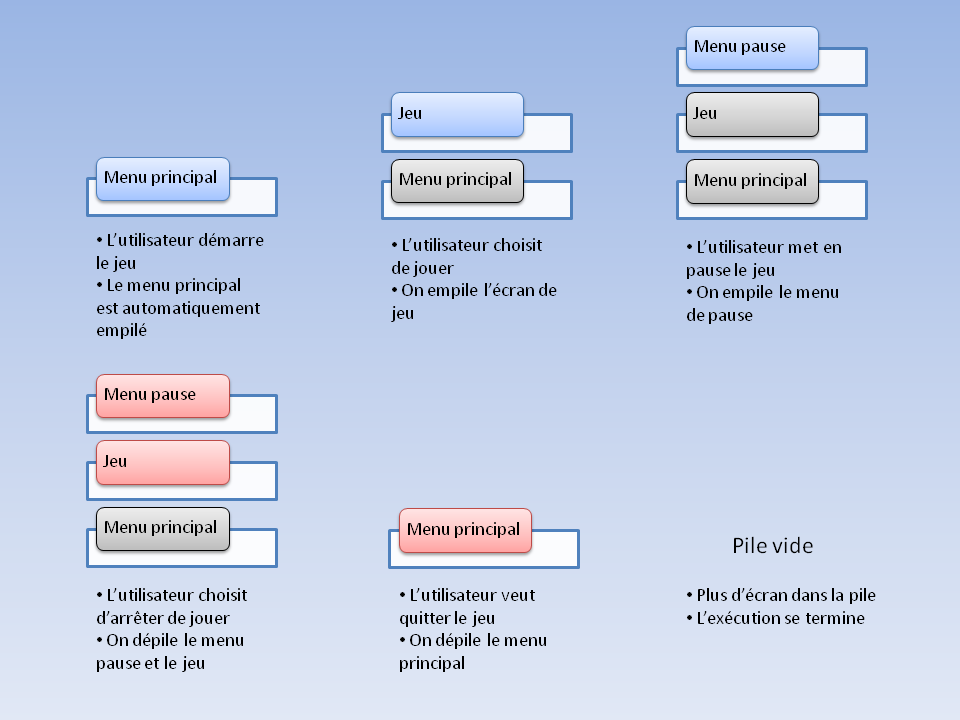 Menu principal
• L’utilisateur démarre
le jeu
• Le menu principal
est automatiquement
empilé
Jeu
Menu principal
• L’utilisateur choisit
de jouer
• On empile l’écran de
jeu
Menu pause
Jeu
Menu principal
• L’utilisateur met en
pause le jeu
• On empile le menu
de pause
Menu pause
Jeu
Menu principal
• L’utilisateur choisit
d’arrêter de jouer
• On dépile le menu
pause et le jeu
Menu principal
• L’utilisateur veut
quitter le jeu
• On dépile le menu
principal
Pile vide
• Plus d’écran dans la pile
• L’exécution se termine